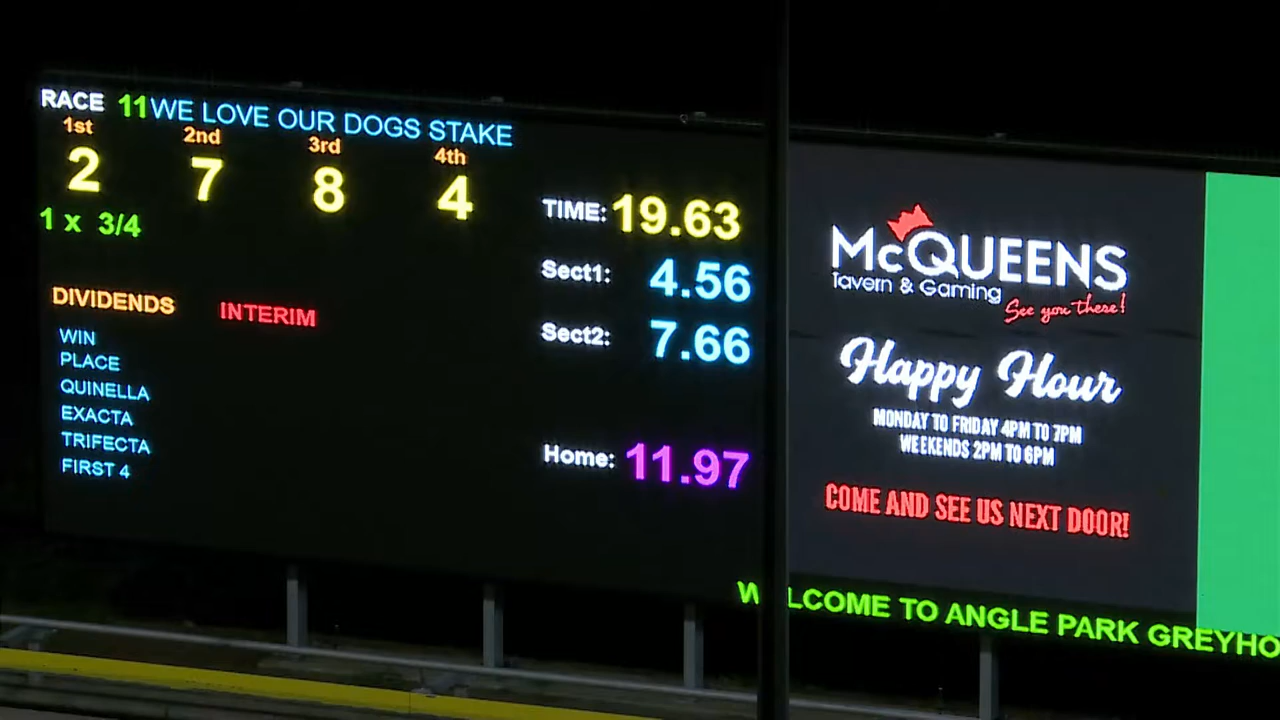 RACE 11 WE LOVE OUR DOGS STAKE
1st 2nd 3rd 4th
2 7 8 4
1 x 3/4
TIME: 19.63
Sect1: 4.56
Sect2: 7.66
Home: 11.97
DIVIDENDS INTERIM
WIN
PLACE
QUINELLA
EXACTA
TRIFECTA
FIRST 4
McQUEENS
Tavern & Gaming
See you there!
Happy Hour
MONDAY TO FRIDAY 4PM TO 7PM
WEEKENDS 2PM TO 6PM
COME AND SEE US NEXT DOOR!
WELCOME TO ANGLE PARK GREYHO